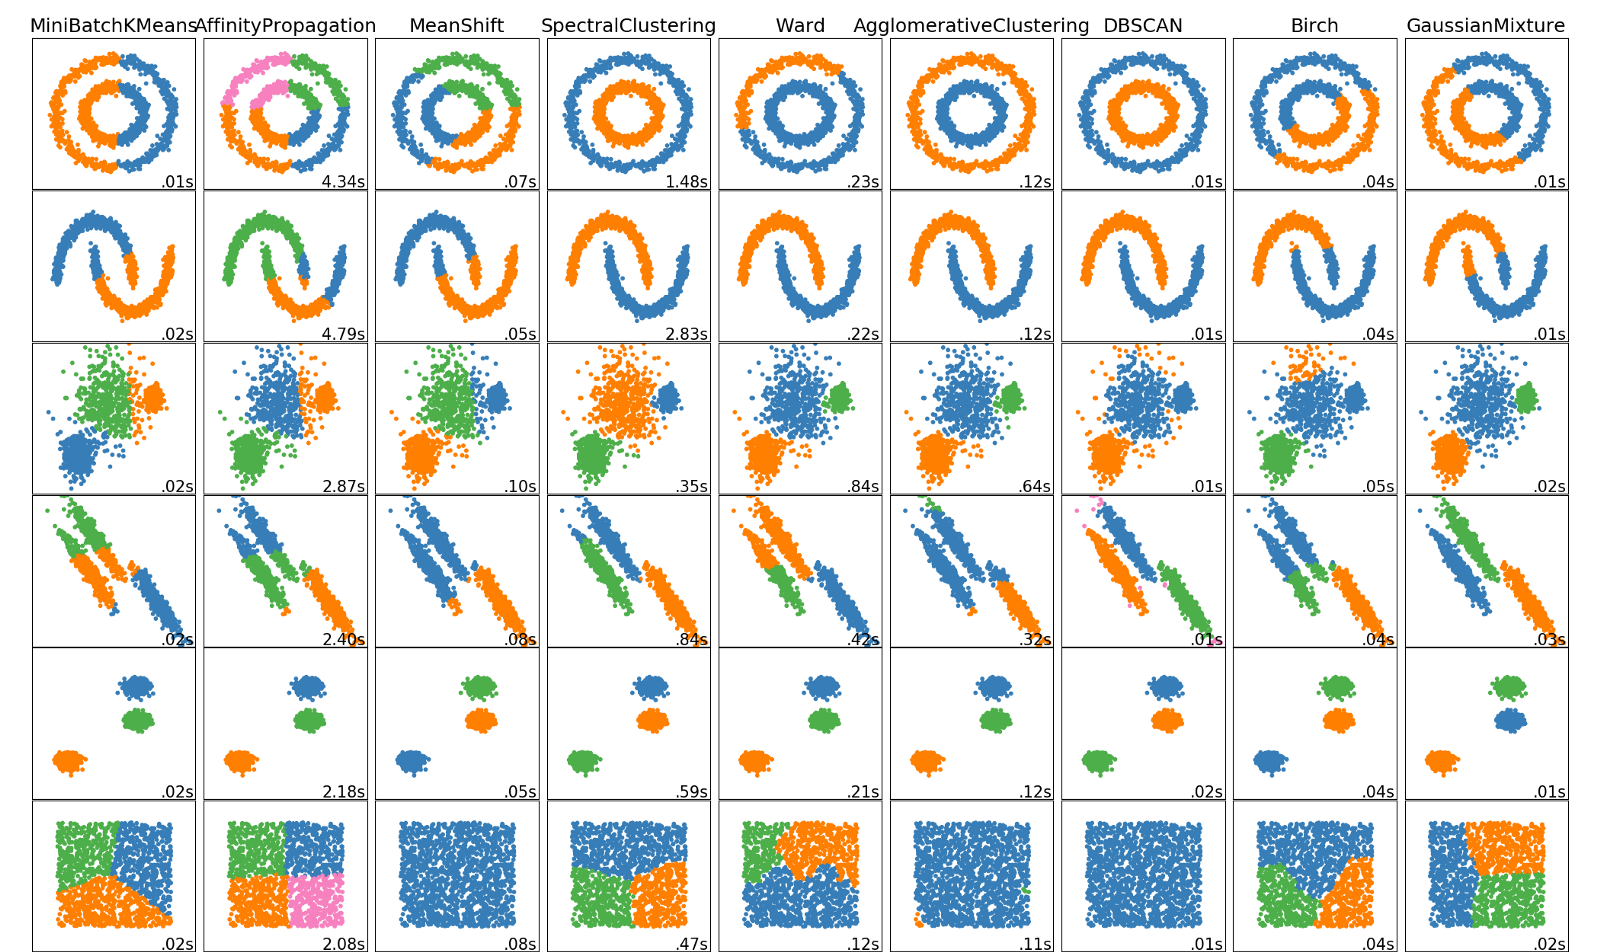 MiniBatchKMeans AffinityPropagation MeanShift SpectralClustering Ward AgglomerativeClustering DBSCAN Birch GaussianMixture
.01s 4.34s .07s 1.48s .23s .12s .01s .04s .01s
.02s 4.79s .05s 2.83s .22s .12s .01s .04s .01s
.02s 2.87s .10s .35s .84s .64s .01s .05s .02s
.02s 2.40s .08s .84s .42s .32s .01s .04s .03s
.02s 2.18s .05s .59s .21s .12s .02s .04s .01s
.02s 2.08s .08s .47s .12s .11s .01s .04s .02s